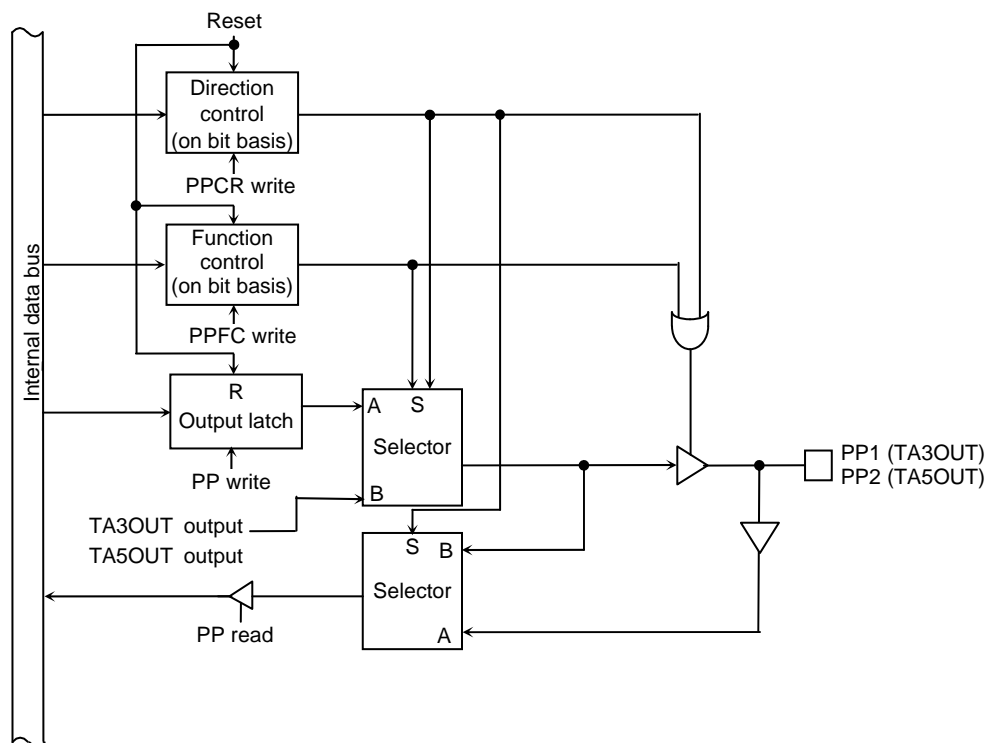 Reset
Internal data bus
Direction
control
(on bit basis)
PPCR write
Function
control
(on bit basis)
PPFC write
R
Output latch
PP write
A
S
Selector
B
TA3OUT output
TA5OUT output
PP1 (TA3OUT)
PP2 (TA5OUT)
S
B
Selector
A
PP read